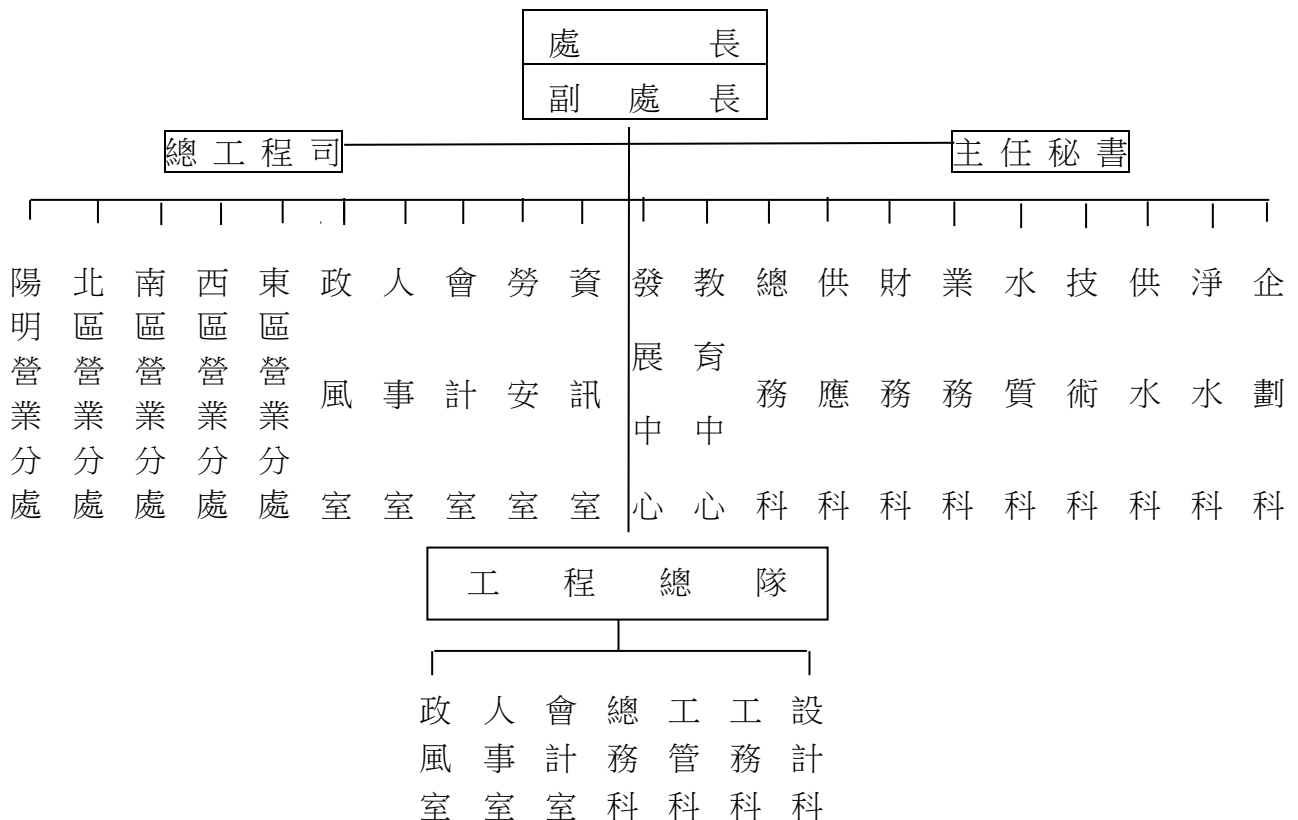 處長
副處長
總工程司
主任秘書
企劃科
淨水科
供水科
技術科
水質科
業務科
財務科
供應科
總務科
教育中心
發展中心
資訊室
勞安室
會計室
人事室
政風室
東區營業分處
西區營業分處
南區營業分處
北區營業分處
陽明營業分處
工程總隊
設計科
工務科
工管科
總務科
會計室
人事室
政風室